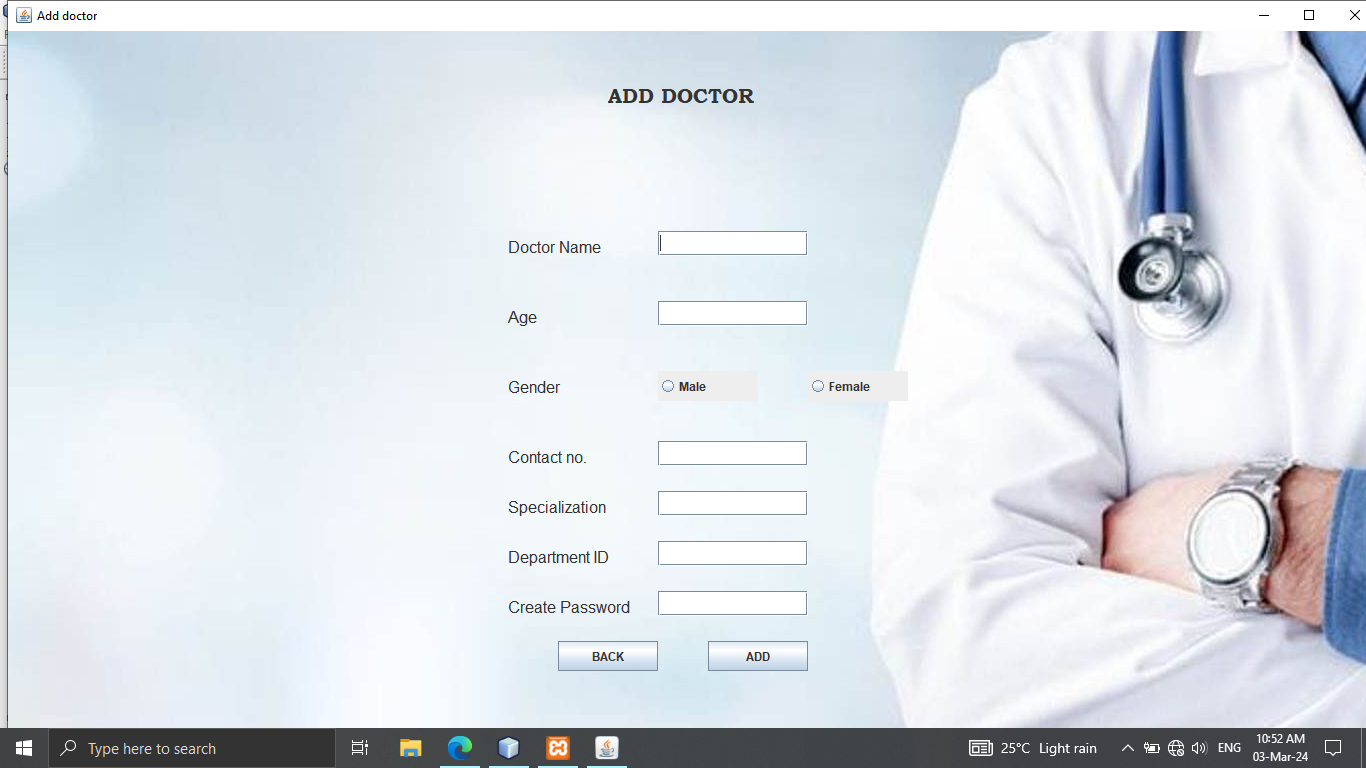 Add doctor
ADD DOCTOR
Doctor Name
Age
Gender
Male
Female
Contact no.
Specialization
Department ID
Create Password
BACK
ADD
Type here to search
25°C Light rain
ENG
10:52 AM
03-Mar-24